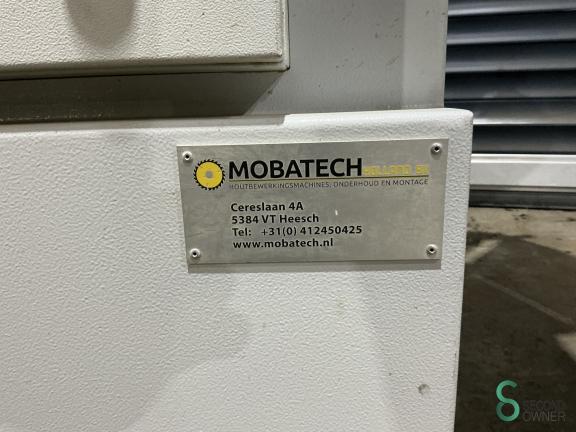 MOBATECH HOLLAND BV
HOUTBEWERKINGSMACHINES, ONDERHOUD EN MONTAGE
Cereslaan 4A
5384 VT Heesch
Tel: +31(0) 412450425
www.mobatech.nl
SECOND
OWNER